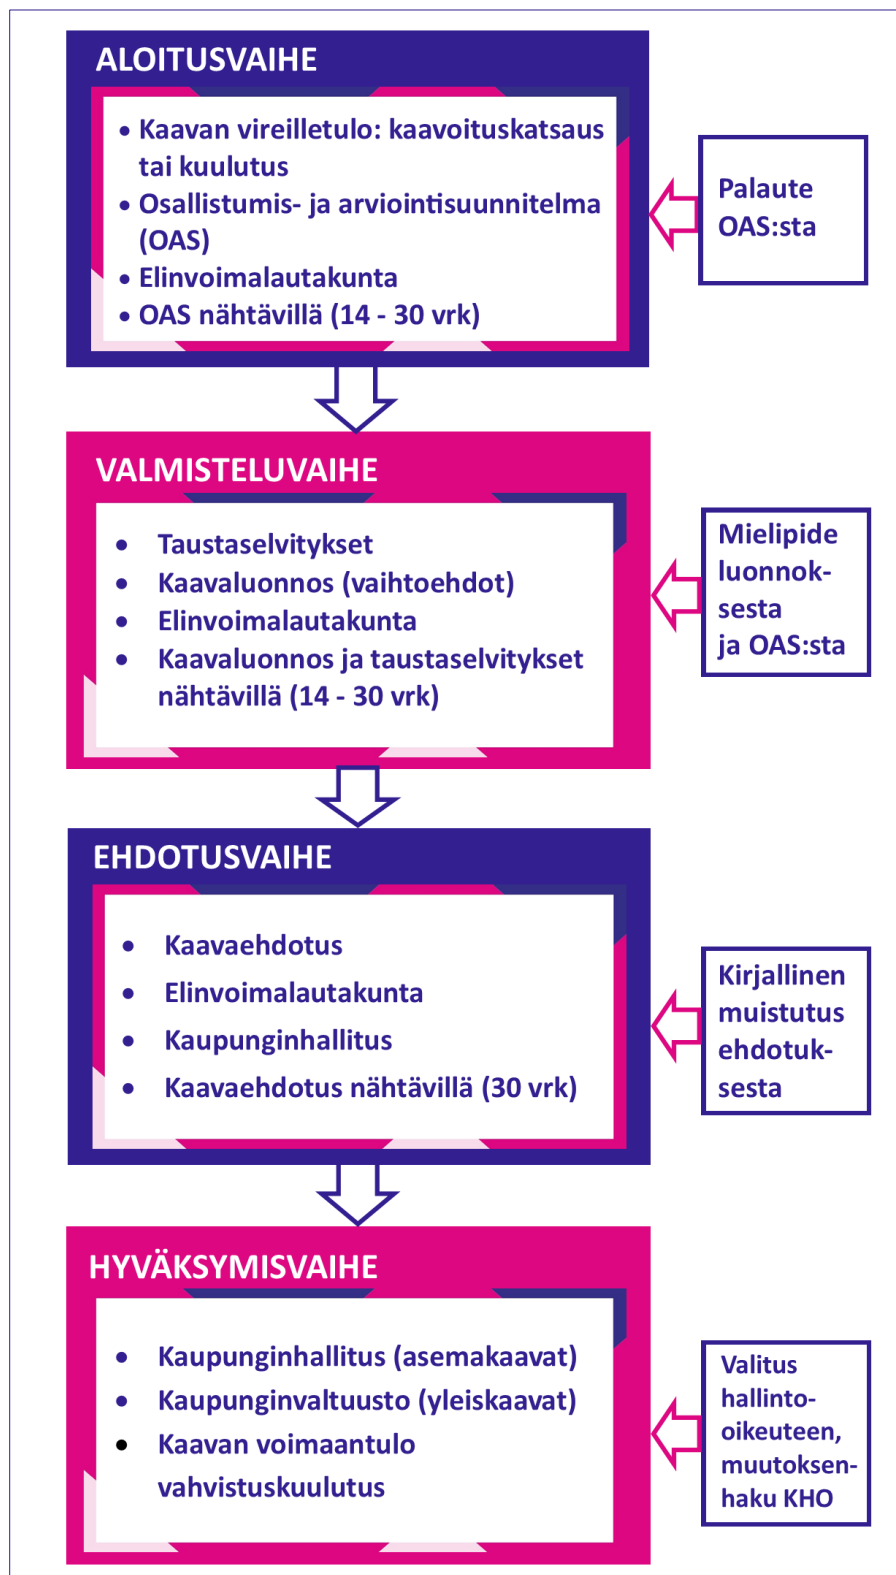 ALOITUSVAIHE
• Kaavan vireilletulo: kaavoituskatsaus
tai kuulutus
• Osallistumis- ja arviointisuunnitelma
(OAS)
• Elinvoimalautakunta
• OAS nähtävillä (14 - 30 vrk)
Palaute
OAS:sta
VALMISTELUVAIHE
• Taustaselvitykset
• Kaavaluonnos (vaihtoehdot)
• Elinvoimalautakunta
• Kaavaluonnos ja taustaselvitykset
nähtävillä (14 - 30 vrk)
Mielipide
luonnok-
sesta
ja OAS:sta
EHDOTUSVAIHE
• Kaavaehdotus
• Elinvoimalautakunta
• Kaupunginhallitus
• Kaavaehdotus nähtävillä (30 vrk)
Kirjallinen
muistutus
ehdotuk-
sesta
HYVÄKSYMISVAIHE
• Kaupunginhallitus (asemakaavat)
• Kaupunginvaltuusto (yleiskaavat)
• Kaavan voimaantulo
vahvistuskuulutus
Valitus
hallinto-
oikeuteen,
muutoksen-
haku KHO